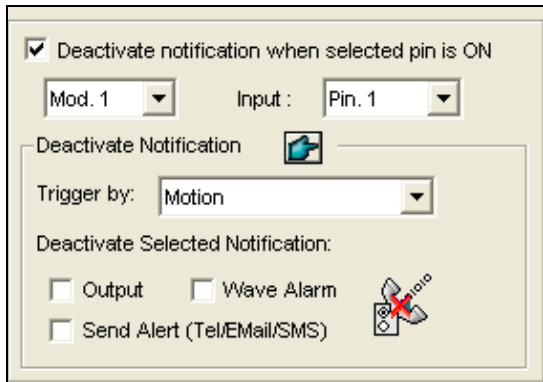 Deactivate notification when selected pin is ON
Mod. 1 Input : Pin. 1
Deactivate Notification
Trigger by: Motion
Deactivate Selected Notification:
Output Wave Alarm
Send Alert (Tel/EMail/SMS)